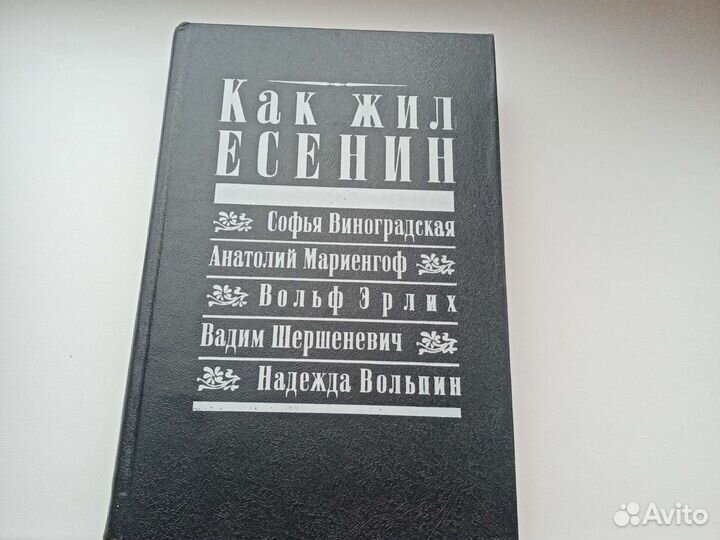 Как жил
ЕСЕНИН
Софья Виноградская
Анатолий Мариенгоф
Вольф Эрлих
Вадим Шершеневич
Надежда Вольпин
Avito